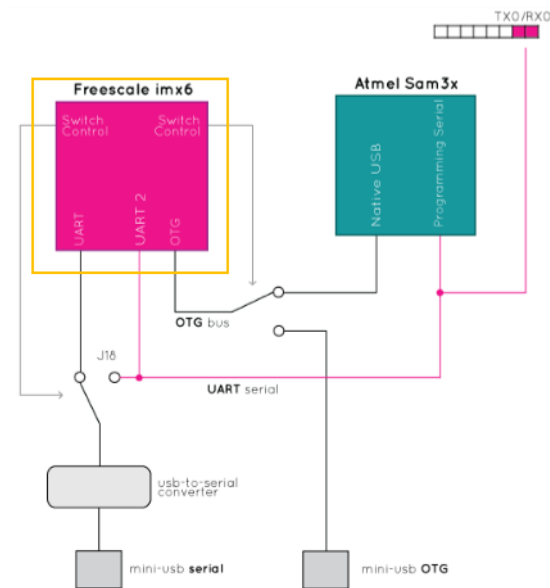 TX0/RX0
Freescale imx6
Atmel Sam3x
Switch
Control
Switch
Control
UART
UART 2
OTG
Native USB
Programming Serial
OTG bus
J18
UART serial
usb-to-serial
converter
mini-usb serial
mini-usb OTG